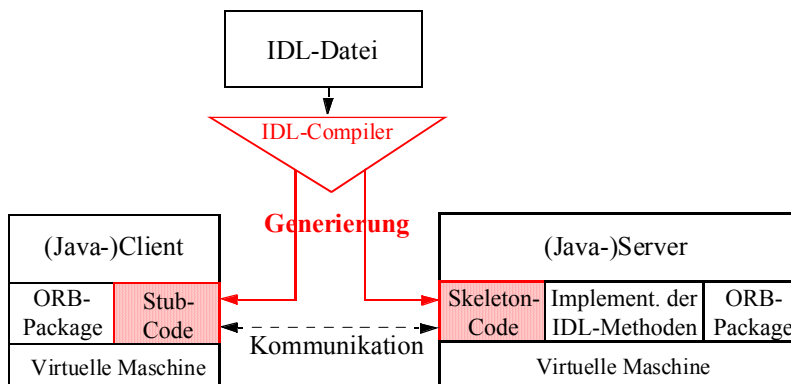 IDL-Datei
IDL-Compiler
Generierung
(Java-)Client
(Java-)Server
ORB-
Package
Stub-
Code
Skeleton-
Code
Implement. der
IDL-Methoden
ORB-
Package
Kommunikation
Virtuelle Maschine
Virtuelle Maschine